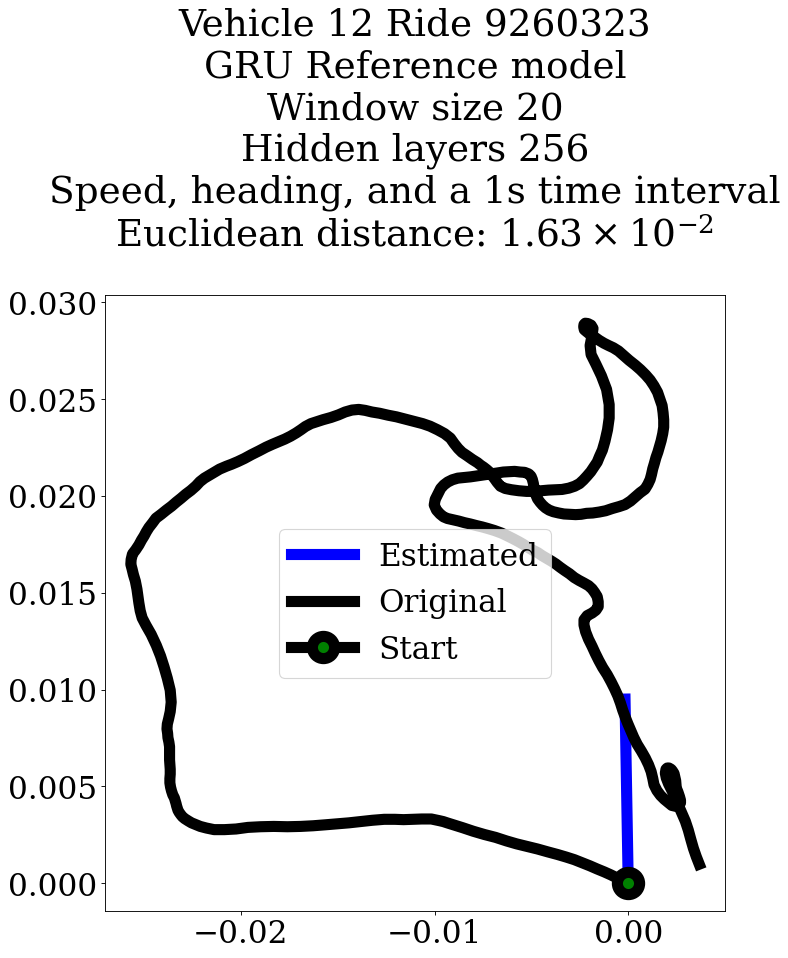 Vehicle 12 Ride 9260323
GRU Reference model
Window size 20
Hidden layers 256
Speed, heading, and a 1s time interval
Euclidean distance: 1.63 × 10⁻²
0.030
0.025
0.020
0.015
0.010
0.005
0.000
Estimated
Original
Start
−0.02
−0.01
0.00